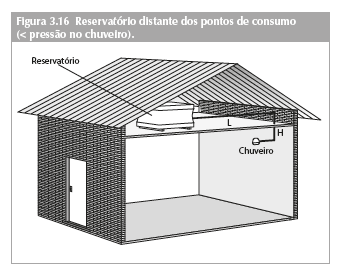 Figura 3.16 Reservatório distante dos pontos de consumo
(< pressão no chuveiro).
Reservatório
L
H
Chuveiro